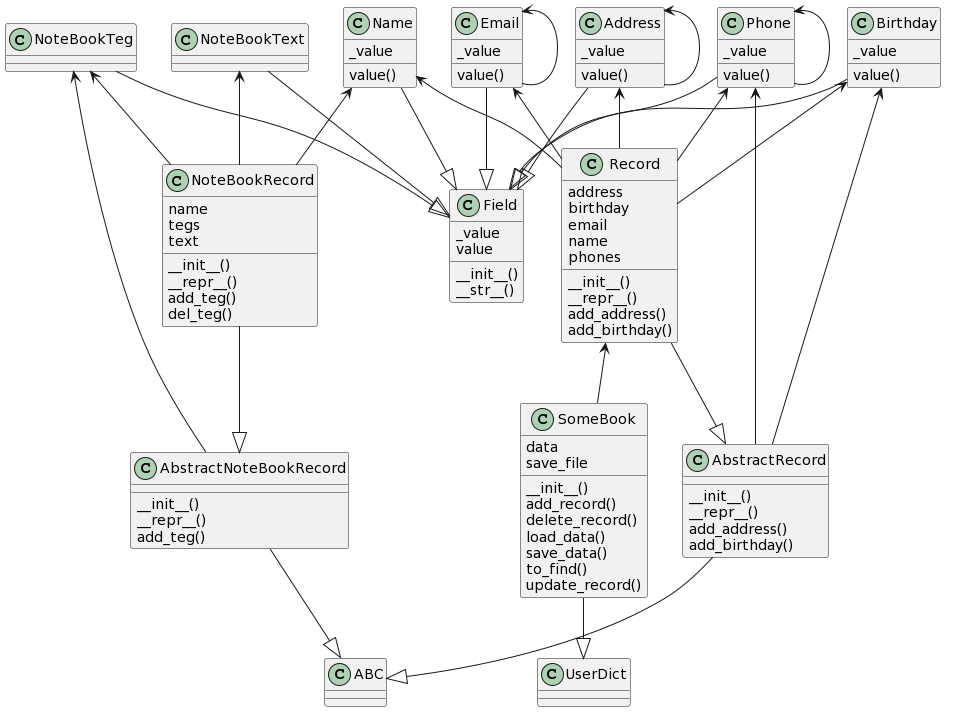 C NoteBookTeg
C NoteBookText
C Name
_value
value()
C Email
_value
value()
C Address
_value
value()
C Phone
_value
value()
C Birthday
_value
value()
C NoteBookRecord
name
tegs
text
__init__()
__repr__()
add_teg()
del_teg()
C Field
_value
value
__init__()
__str__()
C Record
address
birthday
email
name
phones
__init__()
__repr__()
add_address()
add_birthday()
C AbstractNoteBookRecord
__init__()
__repr__()
add_teg()
C SomeBook
data
save_file
__init__()
add_record()
delete_record()
load_data()
save_data()
to_find()
update_record()
C AbstractRecord
__init__()
__repr__()
add_address()
add_birthday()
C ABC
C UserDict